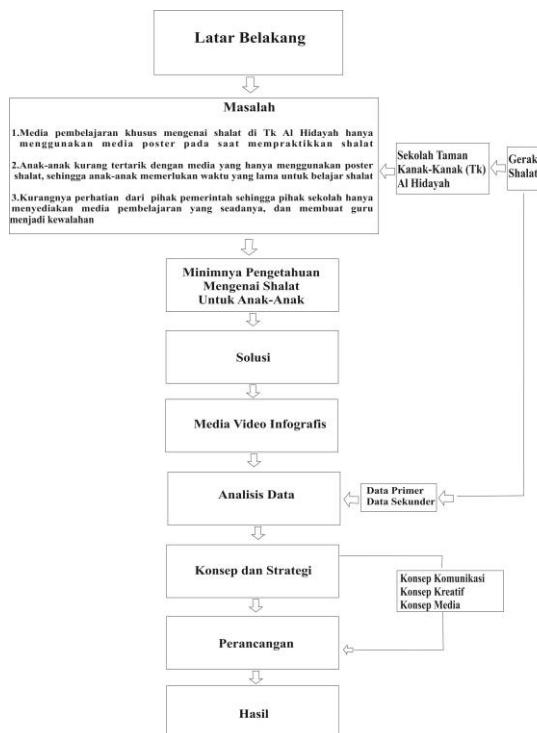 Latar Belakang
Masalah
1.Media pembelajaran khusus mengenai shalat di Tk Al Hidayah hanya
menggunakan media poster pada saat mempraktikkan shalat
2.Anak-anak kurang tertarik dengan media yang hanya menggunakan poster
shalat, sehingga anak-anak memerlukan waktu yang lama untuk belajar shalat
3.Kurangnya perhatian dari pihak pemerintah sehingga pihak sekolah hanya
menyediakan media pembelajaran yang seadanya, dan membuat guru
menjadi kewalahan
Sekolah Taman
Kanak-Kanak (Tk)
Al Hidayah
Gerak
Shalat
Minimnya Pengetahuan
Mengenai Shalat
Untuk Anak-Anak
Solusi
Media Video Infografis
Analisis Data
Data Primer
Data Sekunder
Konsep dan Strategi
Konsep Komunikasi
Konsep Kreatif
Konsep Media
Perancangan
Hasil